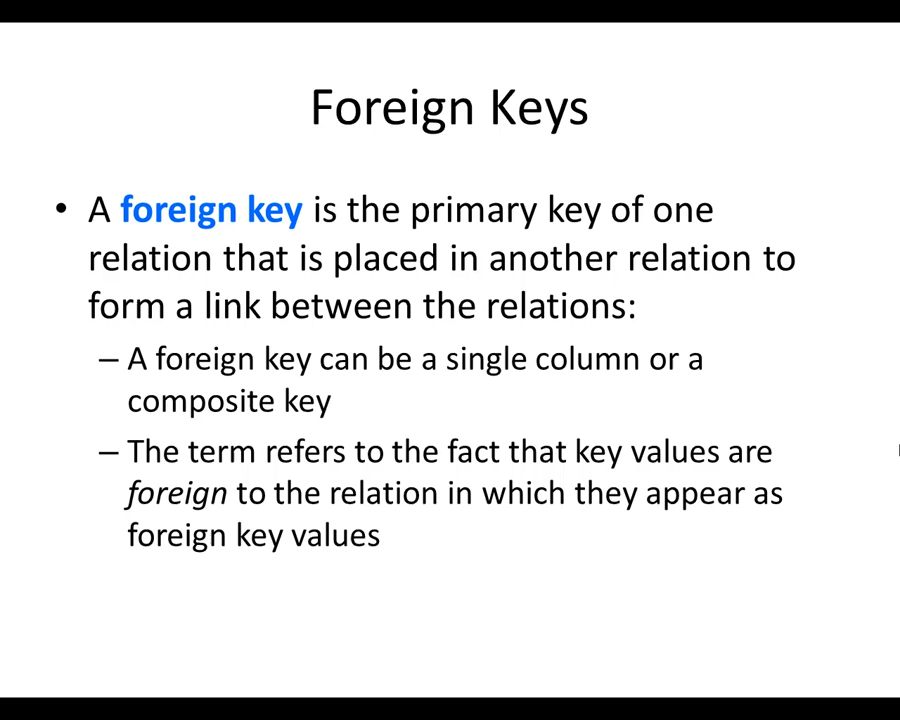 Foreign Keys
• A foreign key is the primary key of one
relation that is placed in another relation to
form a link between the relations:
– A foreign key can be a single column or a
composite key
– The term refers to the fact that key values are
foreign to the relation in which they appear as
foreign key values